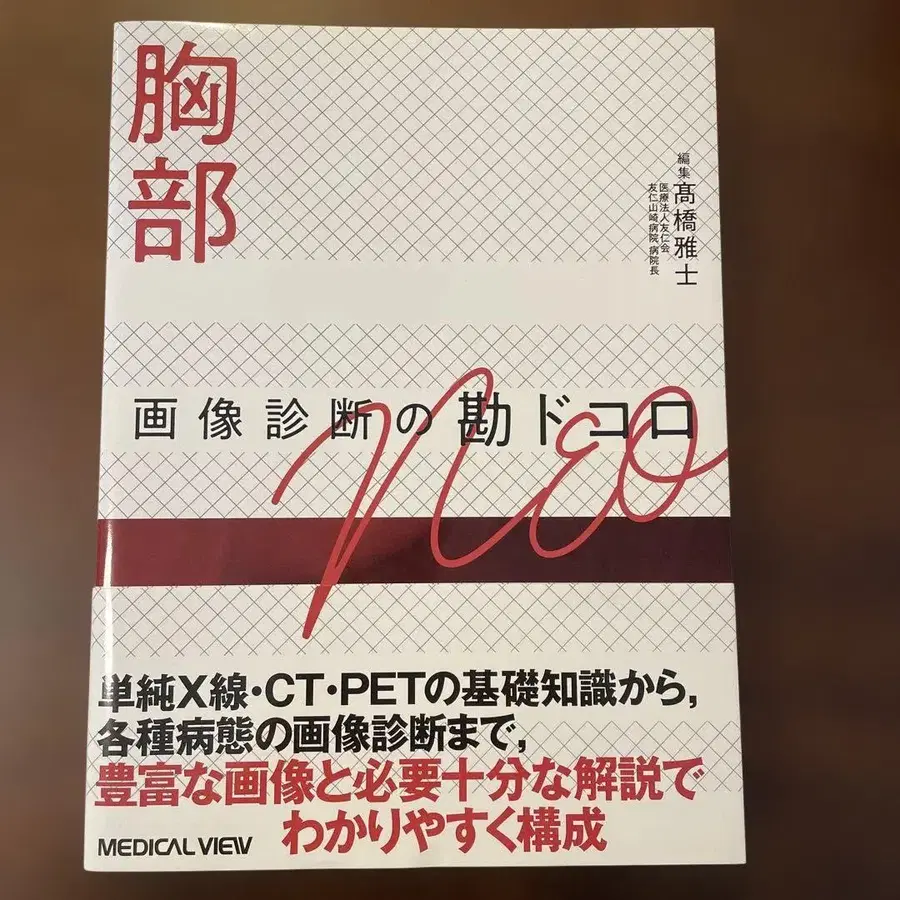 胸部
編集
髙橋雅士
医療法人友仁会
友仁山崎病院 病院長
画像診断の勘ドコロ
NEO
単純X線・CT・PETの基礎知識から,
各種病態の画像診断まで,
豊富な画像と必要十分な解説で
わかりやすく構成
MEDICAL VIEW